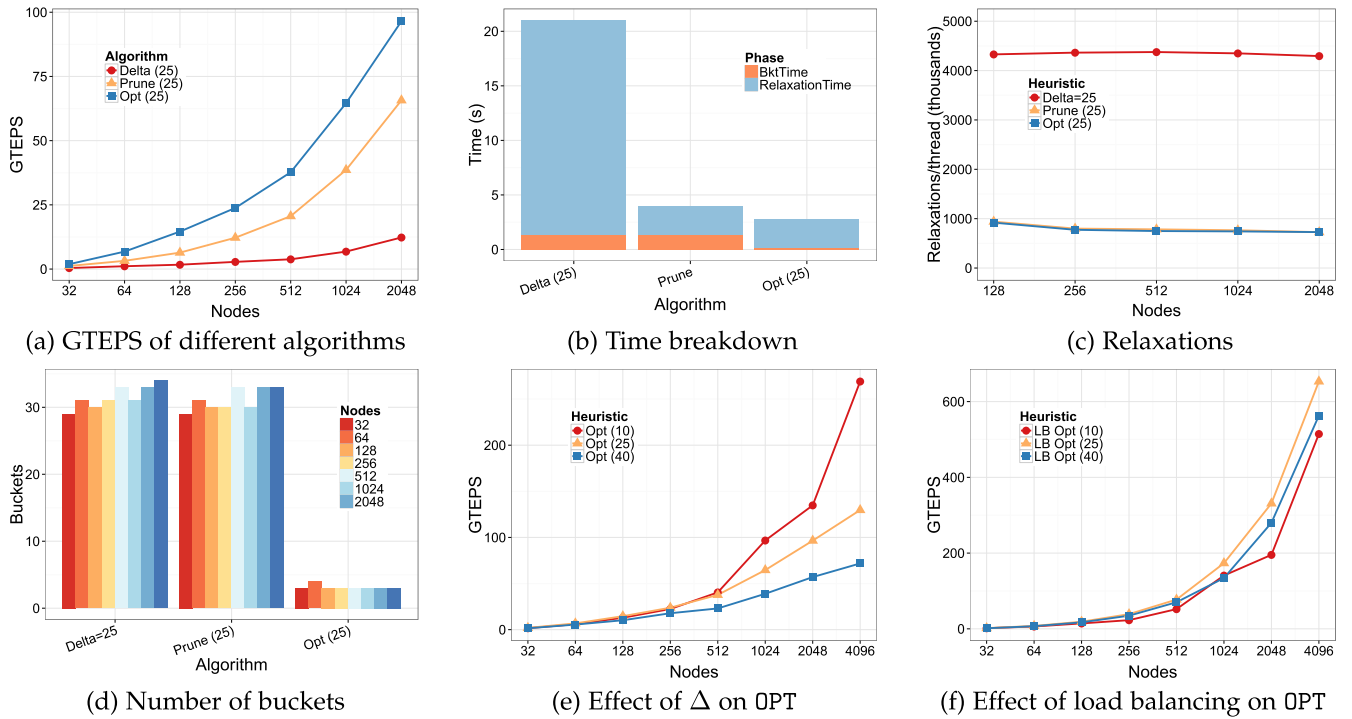 100
75
50
25
0
GTEPS
Algorithm
Delta (25)
Prune (25)
Opt (25)
32 64 128 256 512 1024 2048
Nodes
(a) GTEPS of different algorithms
20
15
10
5
0
Time (s)
Phase
BktTime
RelaxationTime
Delta (25) Prune Opt (25)
Algorithm
(b) Time breakdown
5000
4000
3000
2000
1000
0
Relaxations/thread (thousands)
Heuristic
Delta=25
Prune (25)
Opt (25)
128 256 512 1024 2048
Nodes
(c) Relaxations
30
20
10
0
Buckets
Nodes
32
64
128
256
512
1024
2048
Delta=25 Prune (25) Opt (25)
Algorithm
(d) Number of buckets
200
100
0
GTEPS
Heuristic
Opt (10)
Opt (25)
Opt (40)
32 64 128 256 512 1024 2048 4096
Nodes
(e) Effect of Δ on OPT
600
400
200
0
GTEPS
Heuristic
LB Opt (10)
LB Opt (25)
LB Opt (40)
32 64 128 256 512 1024 2048 4096
Nodes
(f) Effect of load balancing on OPT